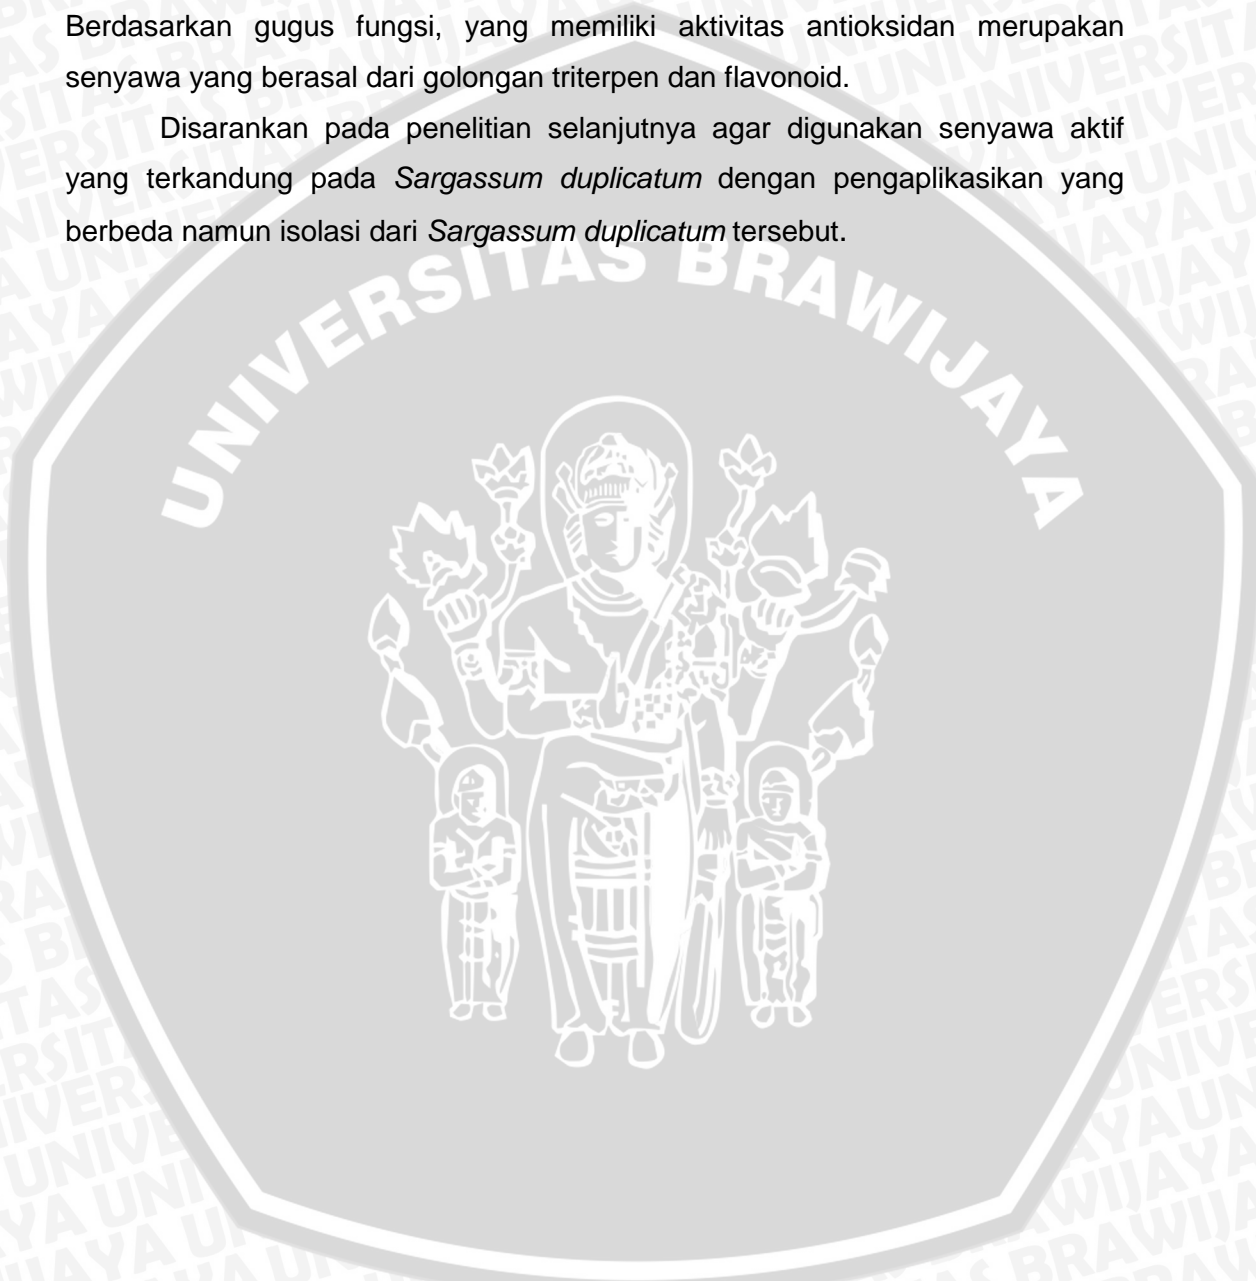 Berdasarkan gugus fungsi, yang memiliki aktivitas antioksidan merupakan
senyawa yang berasal dari golongan triterpen dan flavonoid.
Disarankan pada penelitian selanjutnya agar digunakan senyawa aktif
yang terkandung pada Sargassum duplicatum dengan pengaplikasikan yang
berbeda namun isolasi dari Sargassum duplicatum tersebut.
UNIVERSITAS BRAWIJAYA